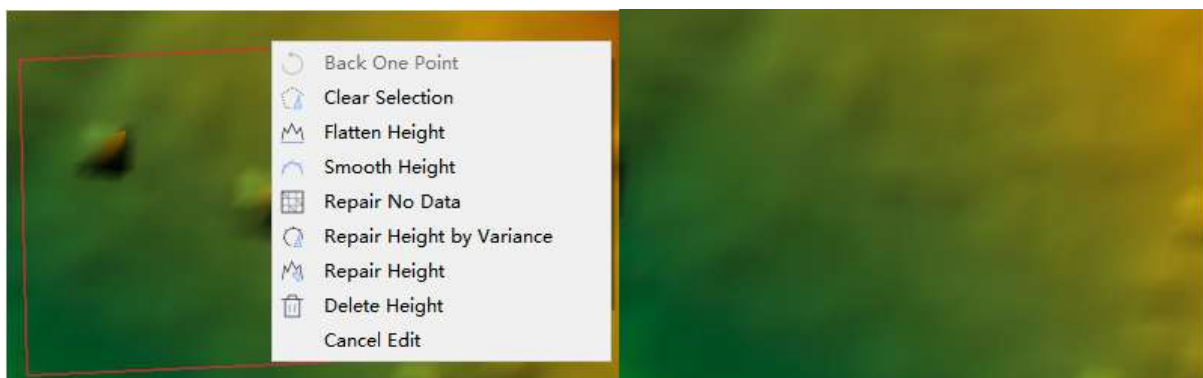 Back One Point
Clear Selection
Flatten Height
Smooth Height
Repair No Data
Repair Height by Variance
Repair Height
Delete Height
Cancel Edit